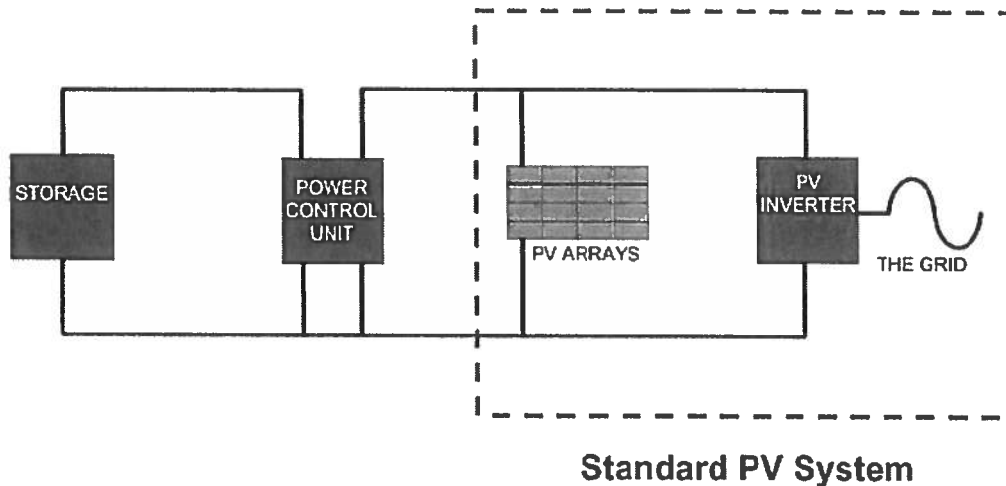 STORAGE
POWER
CONTROL
UNIT
PV ARRAYS
PV
INVERTER
THE GRID
Standard PV System